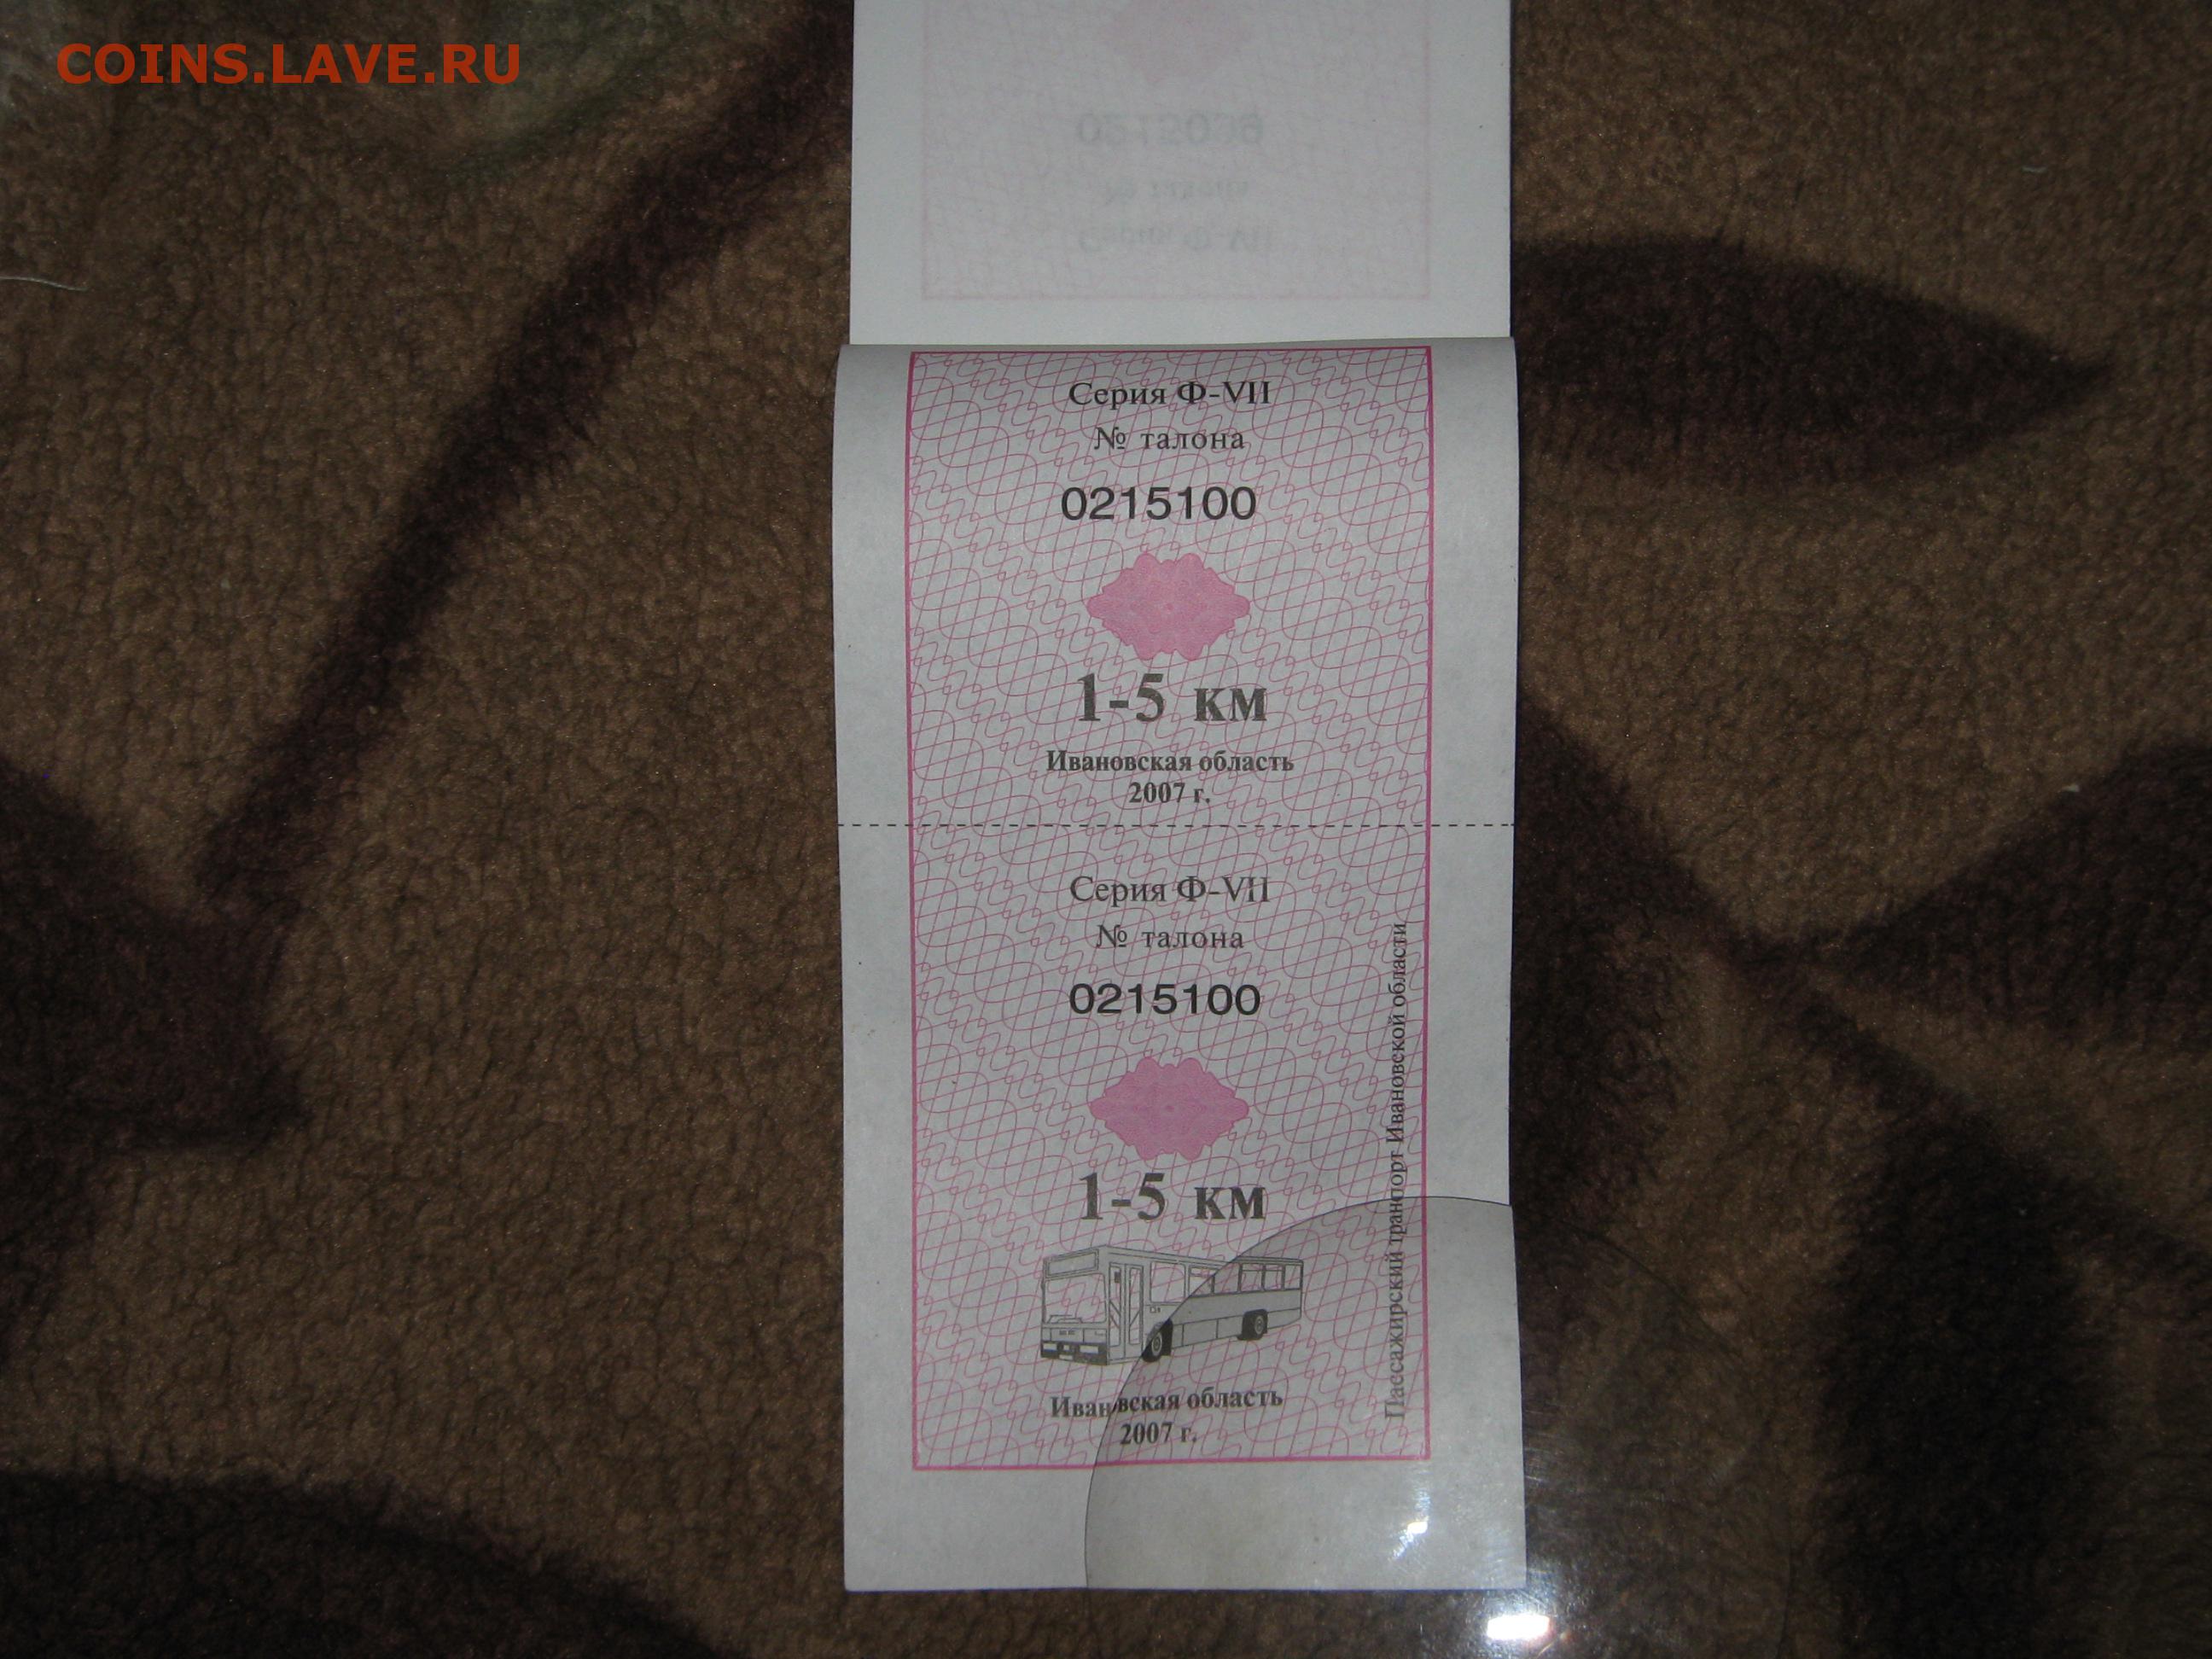 COINS.LAVE.RU
Серия Ф-VII
№ талона
0215100
1-5 км
Ивановская область
2007 г.
Серия Ф-VII
№ талона
0215100
1-5 км
Ивановская область
2007 г.
Пассажирский транспорт Ивановской области